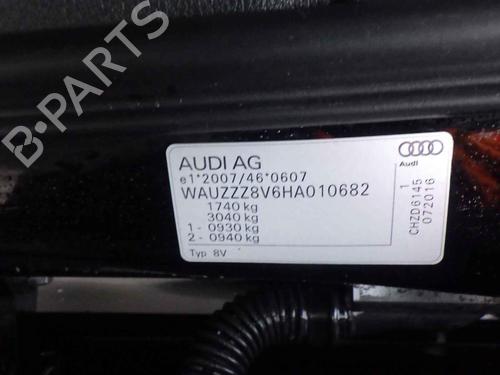 B-Parts
AUDI AG
e1*2007/46*0607
WAUZZZ8V6HA010682
1740 kg
3040 kg
1 - 0930 kg
2 - 0940 kg
Typ 8V
Audi
1
CHZD6145
072016